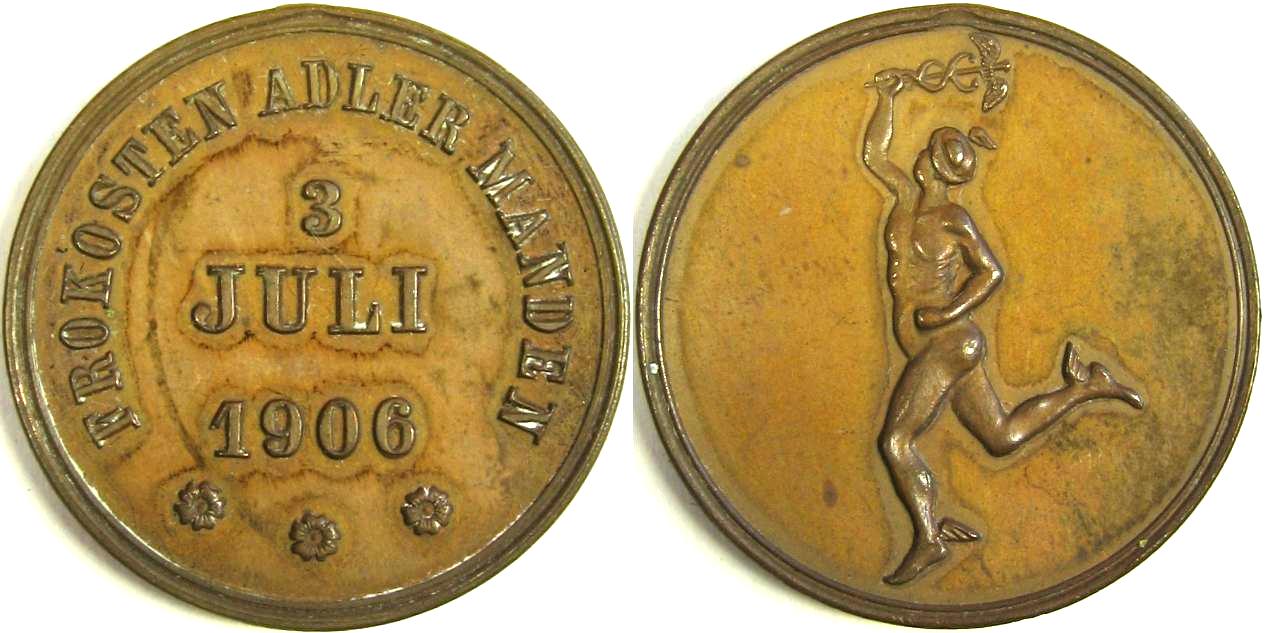 FROKOSTEN ADLER MANDEN
3
JULI
1906